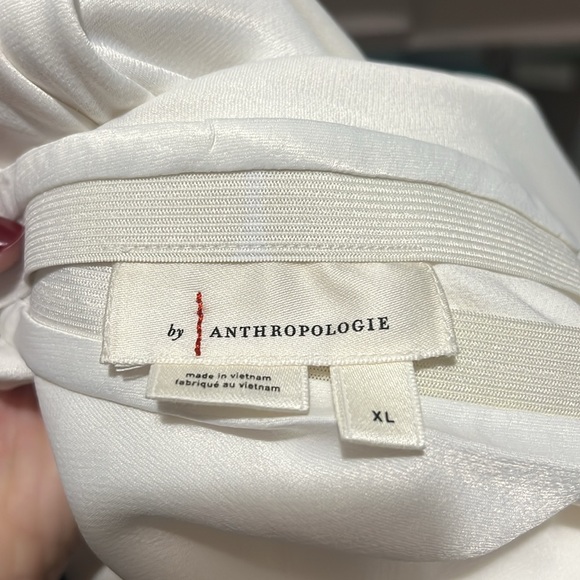 by ANTHROPOLOGIE
made in vietnam
fabriqué au vietnam
XL